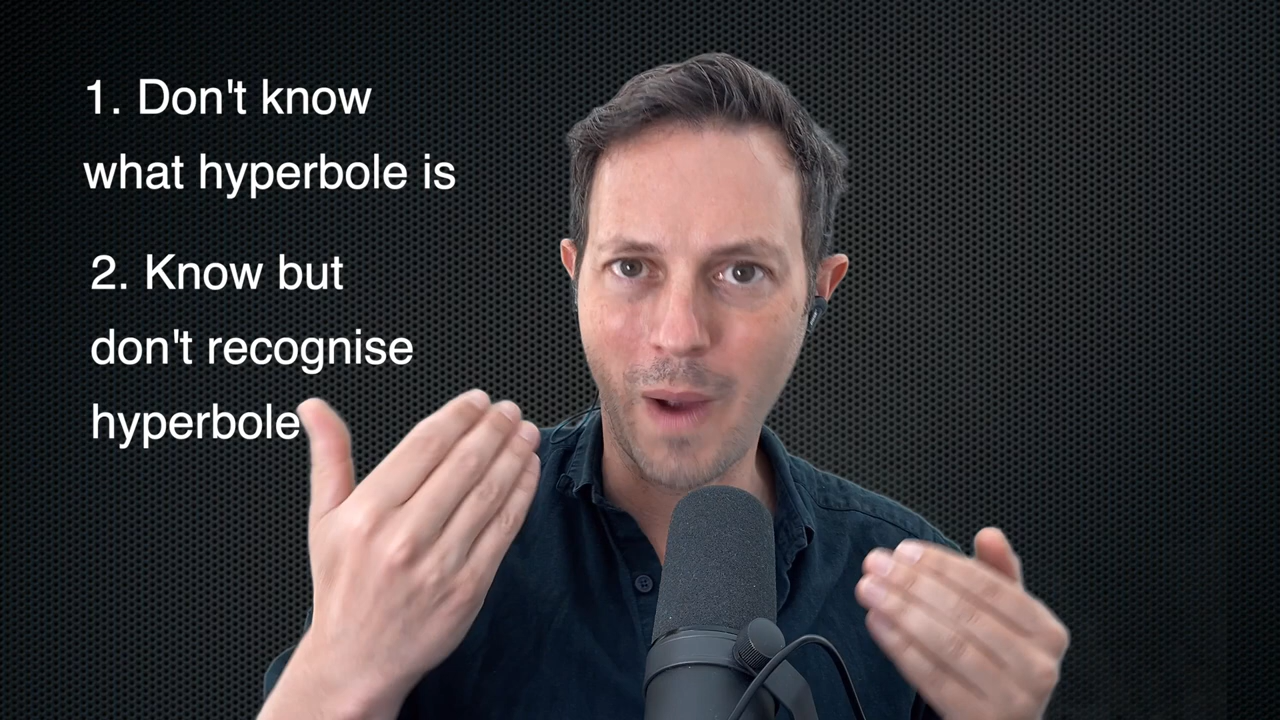 1. Don't know
what hyperbole is
2. Know but
don't recognise
hyperbole